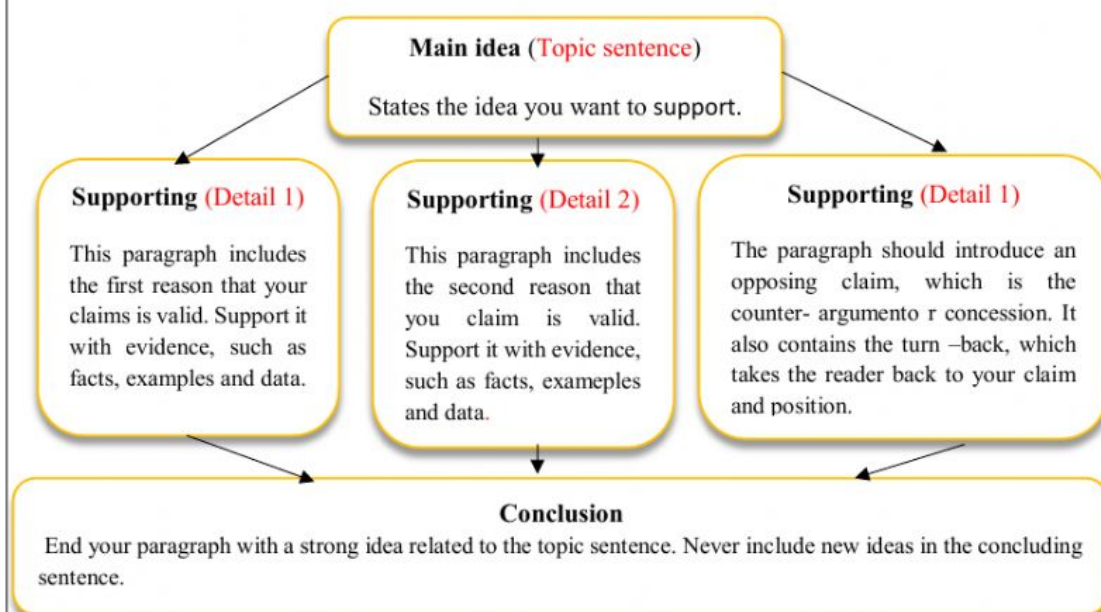 Main idea (Topic sentence)
States the idea you want to support.
Supporting (Detail 1)
This paragraph includes
the first reason that your
claims is valid. Support it
with evidence, such as
facts, examples and data.
Supporting (Detail 2)
This paragraph includes
the second reason that
you claim is valid.
Support it with evidence,
such as facts, exameples
and data.
Supporting (Detail 1)
The paragraph should introduce an
opposing claim, which is the
counter- argumento r concession. It
also contains the turn –back, which
takes the reader back to your claim
and position.
Conclusion
End your paragraph with a strong idea related to the topic sentence. Never include new ideas in the concluding
sentence.